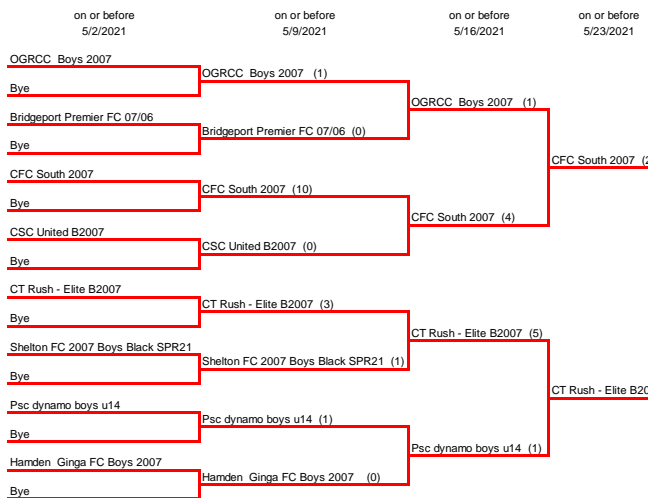 on or before
5/2/2021
on or before
5/9/2021
on or before
5/16/2021
on or before
5/23/2021
OGRCC Boys 2007
Bye
Bridgeport Premier FC 07/06
Bye
CFC South 2007
Bye
CSC United B2007
Bye
CT Rush - Elite B2007
Bye
Shelton FC 2007 Boys Black SPR21
Bye
Psc dynamo boys u14
Bye
Hamden Ginga FC Boys 2007
Bye
OGRCC Boys 2007 (1)
Bridgeport Premier FC 07/06 (0)
CFC South 2007 (10)
CSC United B2007 (0)
CT Rush - Elite B2007 (3)
Shelton FC 2007 Boys Black SPR21 (1)
Psc dynamo boys u14 (1)
Hamden Ginga FC Boys 2007 (0)
OGRCC Boys 2007 (1)
CFC South 2007 (4)
CT Rush - Elite B2007 (5)
Psc dynamo boys u14 (1)
CFC South 2007
CT Rush - Elite